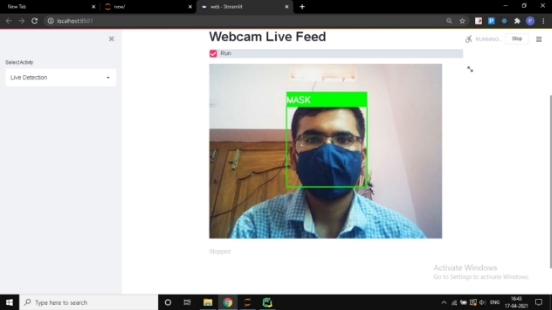 New Tab
new/
web · Streamlit
localhost:8501
Webcam Live Feed
RUNNING...
Stop
Select Activity
Run
Live Detection
MASK
Stopped
Activate Windows
Go to Settings to activate Windows.
Type here to search
ENG
16:43
17-04-2021